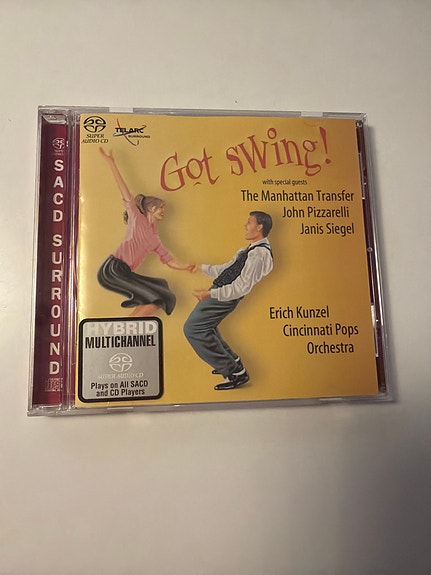 SUPER AUDIO CD
TELARC
SURROUND
Got swing!
with special guests
The Manhattan Transfer
John Pizzarelli
Janis Siegel
Erich Kunzel
Cincinnati Pops
Orchestra
SACD SURROUND
HYBRID
MULTICHANNEL
SUPER AUDIO CD
Plays on All SACD
and CD Players